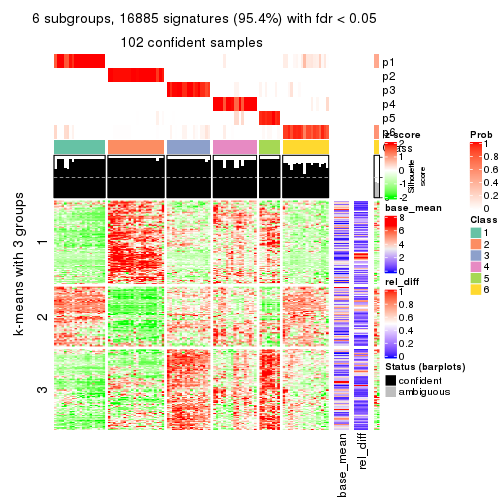 6 subgroups, 16885 signatures (95.4%) with fdr < 0.05
102 confident samples
p1
p2
p3
p4
p5
p6
Class
Silhouette
score
k-means with 3 groups
1
2
3
base_mean
rel_diff
z-score
2
1
0
-1
-2
base_mean
8
6
4
2
0
rel_diff
1
0.8
0.6
0.4
0.2
0
Status (barplots)
confident
ambiguous
Prob
1
0.8
0.6
0.4
0.2
0
Class
1
2
3
4
5
6